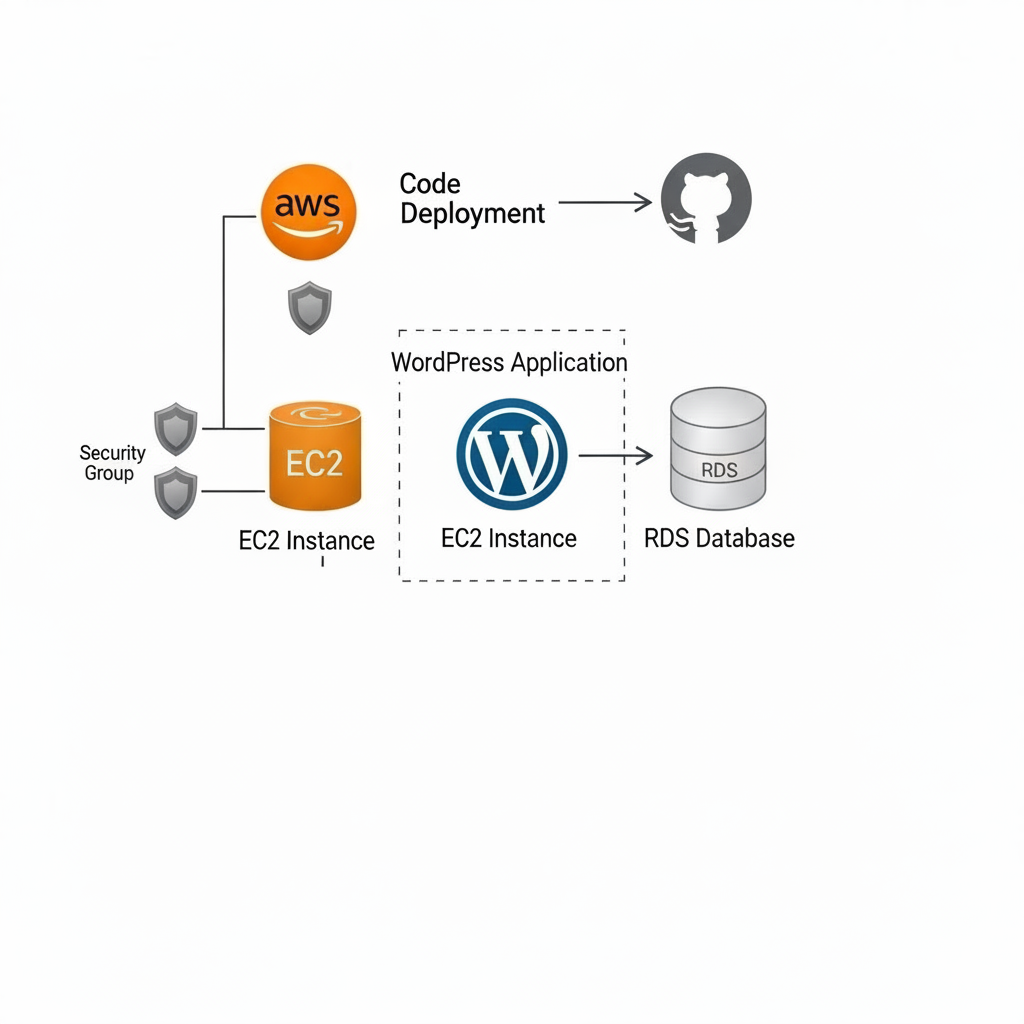 aws
Code
Deployment
WordPress Application
Security
Group
EC2
W
RDS
EC2 Instance
EC2 Instance
RDS Database